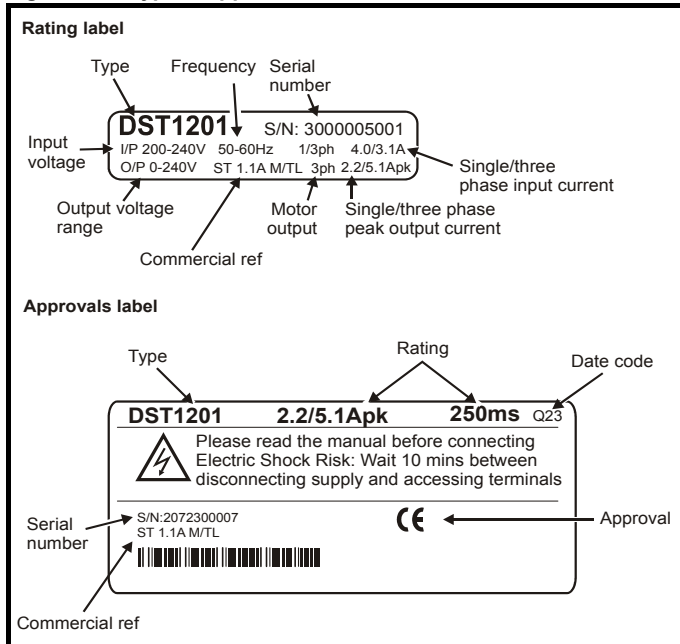 Rating label
Type Frequency Serial number
DST1201 S/N: 3000005001
Input voltage
I/P 200-240V 50-60Hz 1/3ph 4.0/3.1A
O/P 0-240V ST 1.1A M/TL 3ph 2.2/5.1Apk
Single/three phase input current
Output voltage range
Motor output
Single/three phase peak output current
Commercial ref
Approvals label
Type
Rating
Date code
DST1201 2.2/5.1Apk 250ms Q23
Please read the manual before connecting
Electric Shock Risk: Wait 10 mins between
disconnecting supply and accessing terminals
Serial number
S/N:2072300007
ST 1.1A M/TL
CE
Approval
Commercial ref